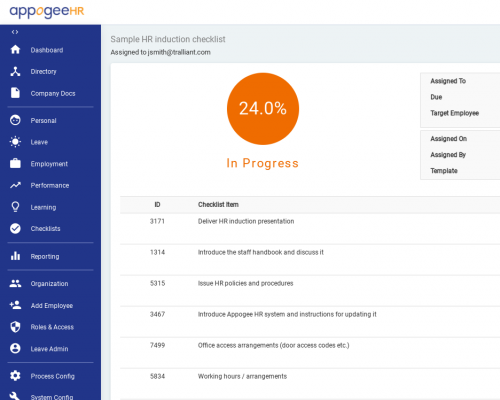 appogeeHR
Dashboard
Directory
Company Docs
Personal
Leave
Employment
Performance
Learning
Checklists
Reporting
Organization
Add Employee
Roles & Access
Leave Admin
Process Config
System Config
Sample HR induction checklist
Assigned to jsmith@tralliant.com
24.0%
In Progress
Assigned To
Due
Target Employee
Assigned On
Assigned By
Template
ID Checklist Item
3171 Deliver HR induction presentation
1314 Introduce the staff handbook and discuss it
5315 Issue HR policies and procedures
3467 Introduce Appogee HR system and instructions for updating it
7499 Office access arrangements (door access codes etc.)
5834 Working hours / arrangements